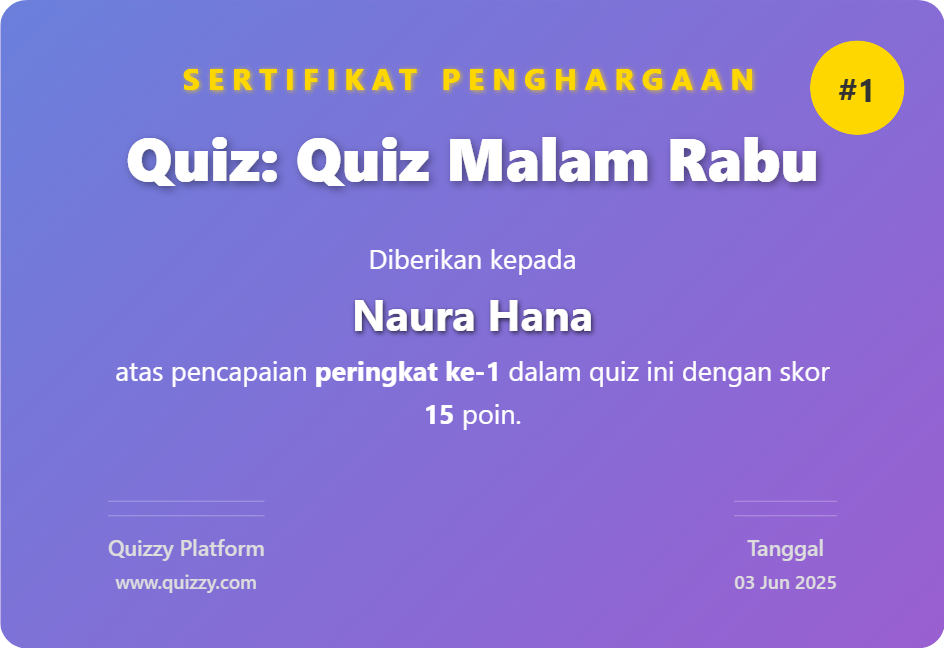 SERTIFIKAT PENGHARGAAN
#1
Quiz: Quiz Malam Rabu
Diberikan kepada
Naura Hana
atas pencapaian peringkat ke-1 dalam quiz ini dengan skor
15 poin.
Quizzy Platform
www.quizzy.com
Tanggal
03 Jun 2025